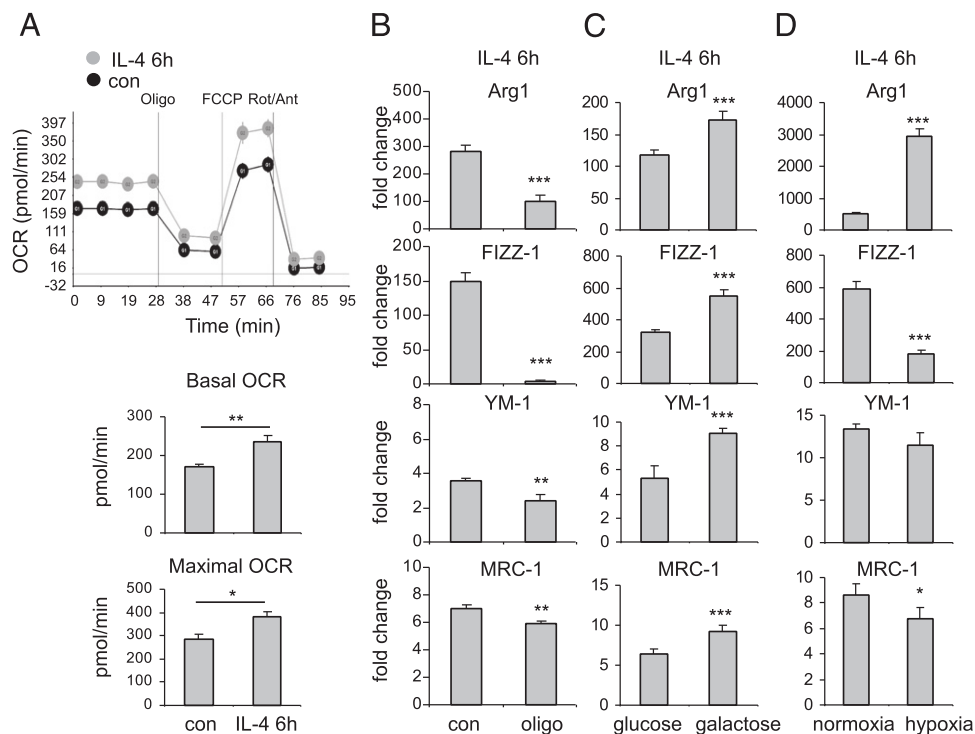 A
IL-4 6h
con
Oligo
FCCP Rot/Ant
OCR (pmol/min)
397
350
302
254
207
159
111
64
16
-32
0 9 19 28 38 47 57 66 76 85 95
Time (min)
Basal OCR
pmol/min
300
200
100
0
**
Maximal OCR
pmol/min
500
400
300
200
100
0
*
con IL-4 6h
B
IL-4 6h
Arg1
fold change
500
400
300
200
100
0
***
FIZZ-1
fold change
150
100
50
0
***
YM-1
fold change
8
6
4
2
0
**
MRC-1
fold change
10
8
6
4
2
0
**
con oligo
C
IL-4 6h
Arg1
200
150
100
50
0
***
FIZZ-1
800
600
400
200
0
***
YM-1
10
8
6
4
2
0
***
MRC-1
15
10
5
0
***
glucose galactose
D
IL-4 6h
Arg1
4000
3000
2000
1000
0
***
FIZZ-1
800
600
400
200
0
***
YM-1
15
10
5
0
MRC-1
10
8
6
4
2
0
*
normoxia hypoxia